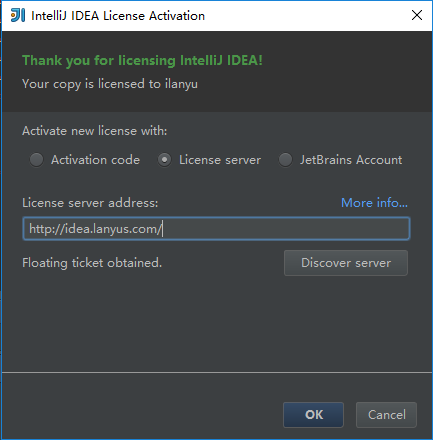 IntelliJ IDEA License Activation
Thank you for licensing IntelliJ IDEA!
Your copy is licensed to ilanyu
Activate new license with:
Activation code License server JetBrains Account
License server address: More info...
http://idea.lanyus.com/
Floating ticket obtained. Discover server
OK Cancel